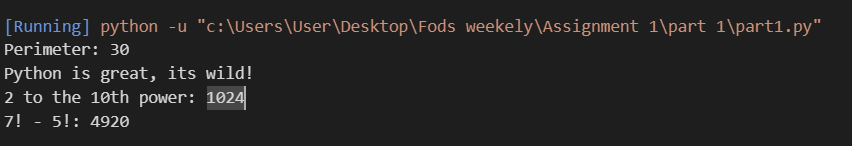 [Running] python -u "c:\Users\User\Desktop\Fods weekely\Assignment 1\part 1\part1.py"
Perimeter: 30
Python is great, its wild!
2 to the 10th power: 1024
7! - 5!: 4920